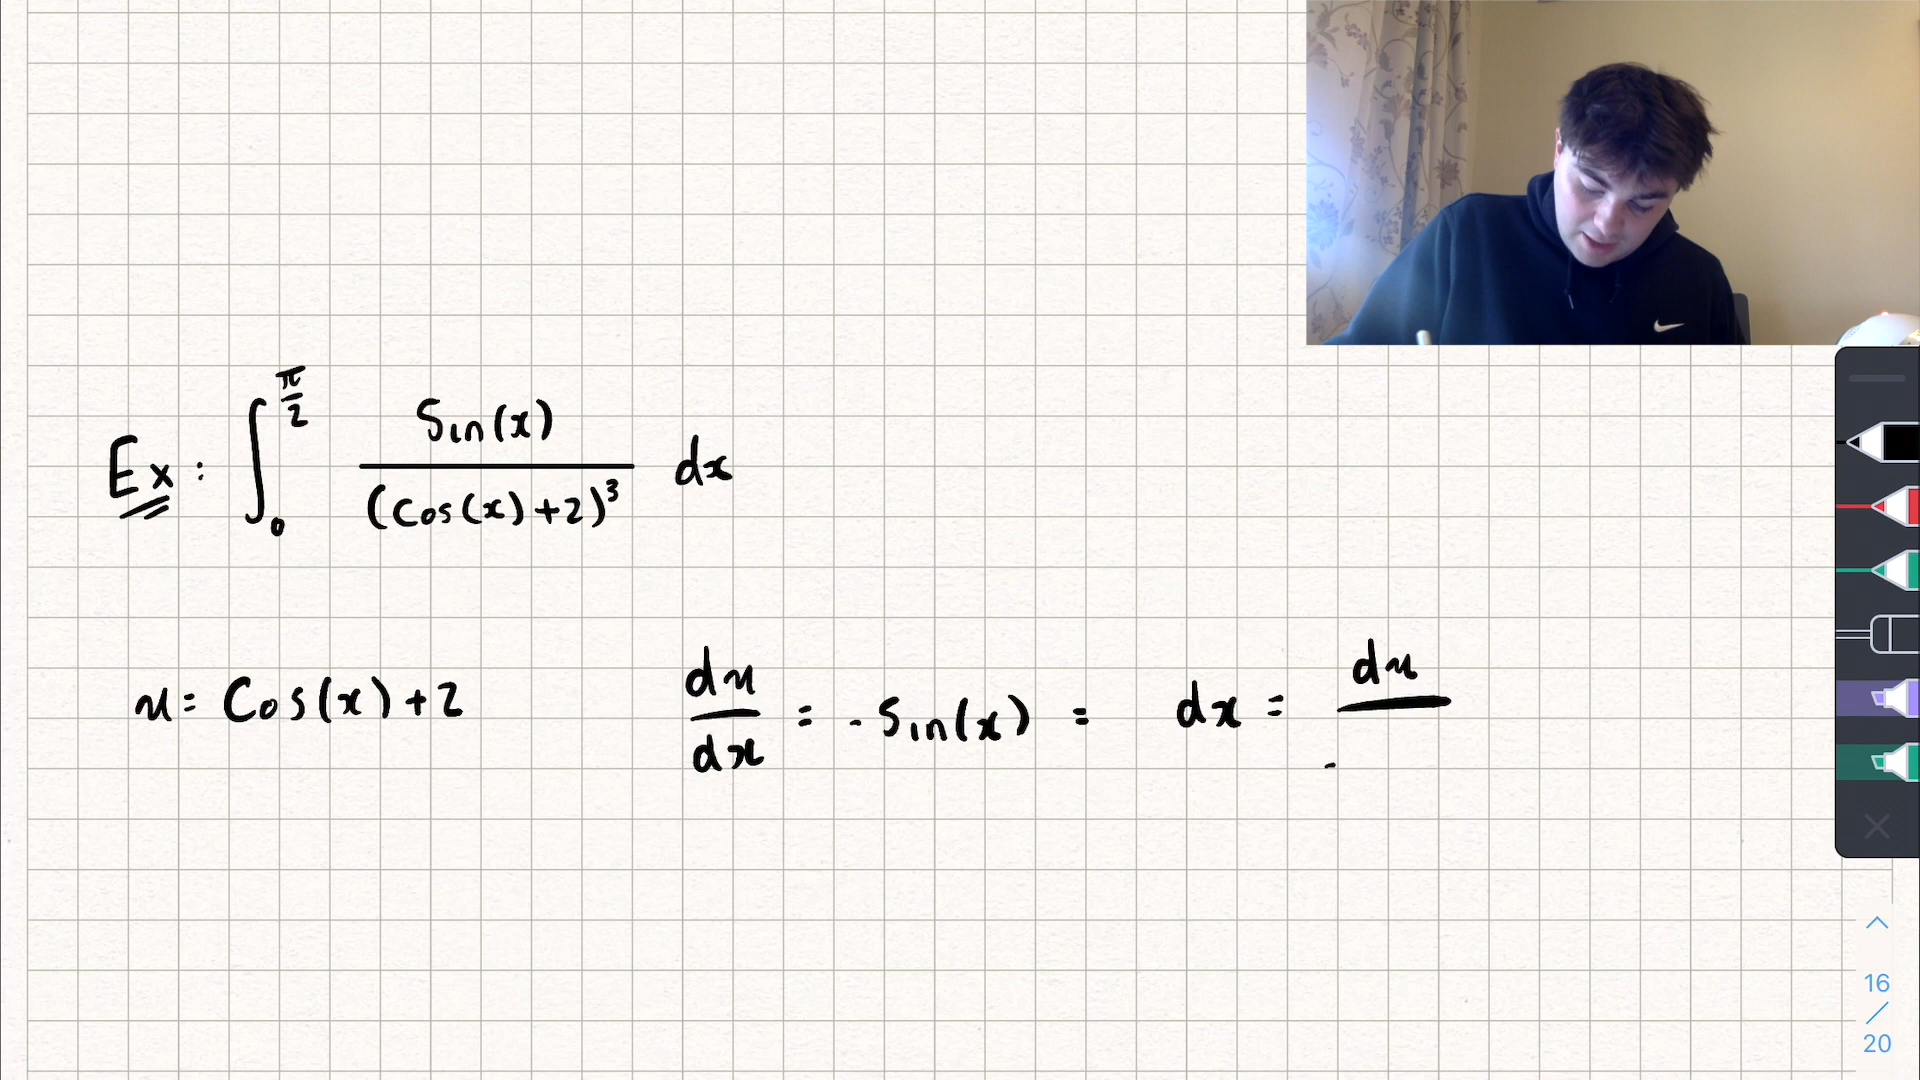 Ex: ∫₀^(π/2) Sin(x) / (Cos(x)+2)³ dx
u = Cos(x)+2 du/dx = -Sin(x) = dx = du / -
16 / 20